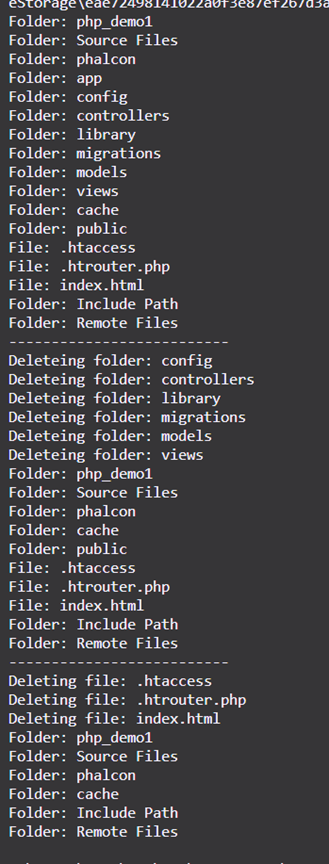 eStorage\eae72498141022a0f3e87ef267d3a
Folder: php_demo1
Folder: Source Files
Folder: phalcon
Folder: app
Folder: config
Folder: controllers
Folder: library
Folder: migrations
Folder: models
Folder: views
Folder: cache
Folder: public
File: .htaccess
File: .htrouter.php
File: index.html
Folder: Include Path
Folder: Remote Files
--------------------------
Deleteing folder: config
Deleteing folder: controllers
Deleteing folder: library
Deleteing folder: migrations
Deleteing folder: models
Deleteing folder: views
Folder: php_demo1
Folder: Source Files
Folder: phalcon
Folder: cache
Folder: public
File: .htaccess
File: .htrouter.php
File: index.html
Folder: Include Path
Folder: Remote Files
--------------------------
Deleting file: .htaccess
Deleting file: .htrouter.php
Deleting file: index.html
Folder: php_demo1
Folder: Source Files
Folder: phalcon
Folder: cache
Folder: Include Path
Folder: Remote Files